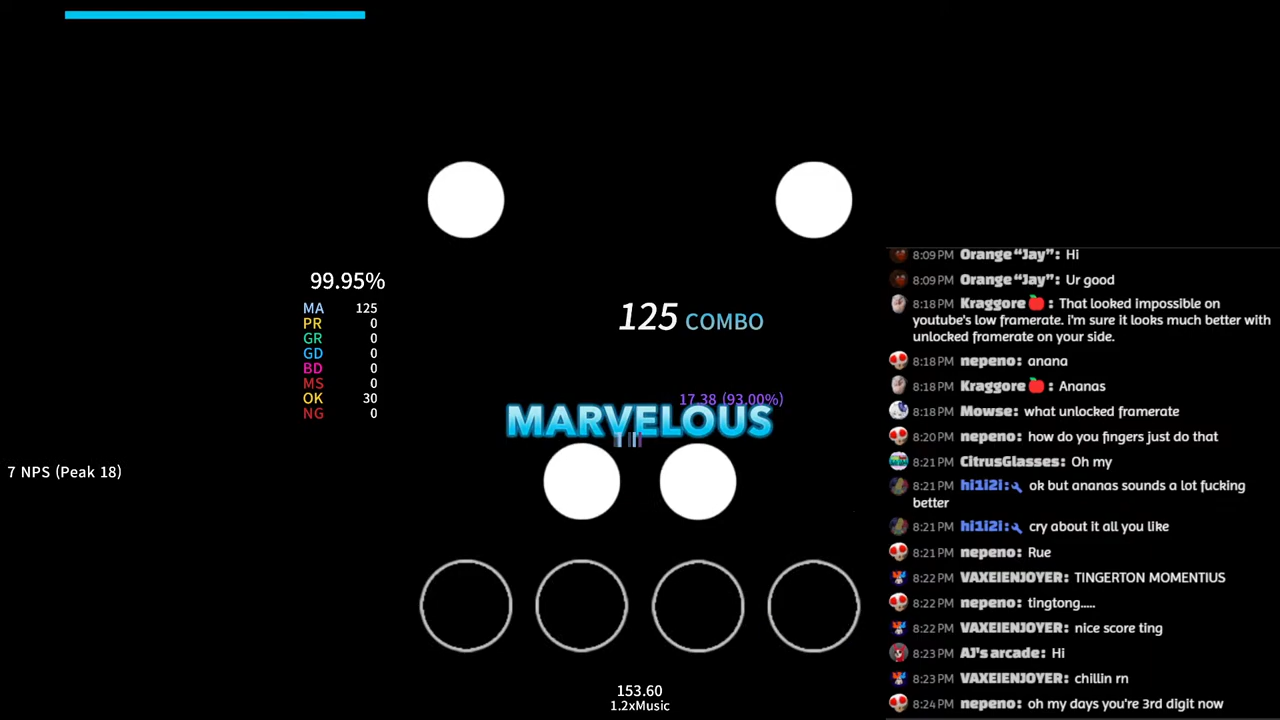 99.95%
MA 125
PR 0
GR 0
GD 0
BD 0
MS 0
OK 30
NG 0
7 NPS (Peak 18)
125 COMBO
17.38 (93.00%)
MARVELOUS
153.60
1.2xMusic
8:09 PM Orange “Jay”: Hi
8:09 PM Orange “Jay”: Ur good
8:18 PM Kraggore 🍎: That looked impossible on
youtube's low framerate. i'm sure it looks much better with
unlocked framerate on your side.
8:18 PM nepeno: anana
8:18 PM Kraggore 🍎: Ananas
8:18 PM Mowse: what unlocked framerate
8:20 PM nepeno: how do you fingers just do that
8:21 PM CitrusGlasses: Oh my
8:21 PM hi1i2i:🔧 ok but ananas sounds a lot fucking
better
8:21 PM hi1i2i:🔧 cry about it all you like
8:21 PM nepeno: Rue
8:22 PM VAXEIENJOYER: TINGERTON MOMENTIUS
8:22 PM nepeno: tingtong.....
8:22 PM VAXEIENJOYER: nice score ting
8:23 PM AJ's arcade: Hi
8:23 PM VAXEIENJOYER: chillin rn
8:24 PM nepeno: oh my days you're 3rd digit now